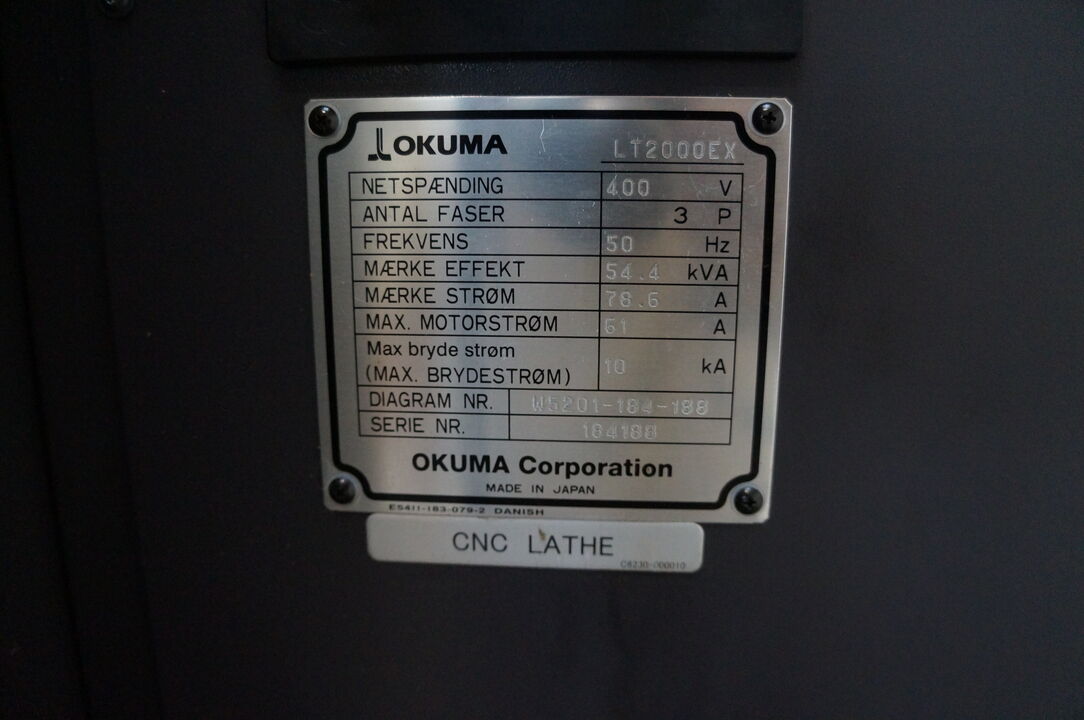 OKUMA LT2000EX
NETSPÆNDING 400 V
ANTAL FASER 3 P
FREKVENS 50 Hz
MÆRKE EFFEKT 54.4 kVA
MÆRKE STRØM 78.6 A
MAX. MOTORSTRØM 61 A
Max bryde strøm
(MAX. BRYDESTRØM) 10 kA
DIAGRAM NR. W5201-184-188
SERIE NR. 184188
OKUMA Corporation
MADE IN JAPAN
E5411-183-079-2 DANISH
CNC LATHE
C6230-000010